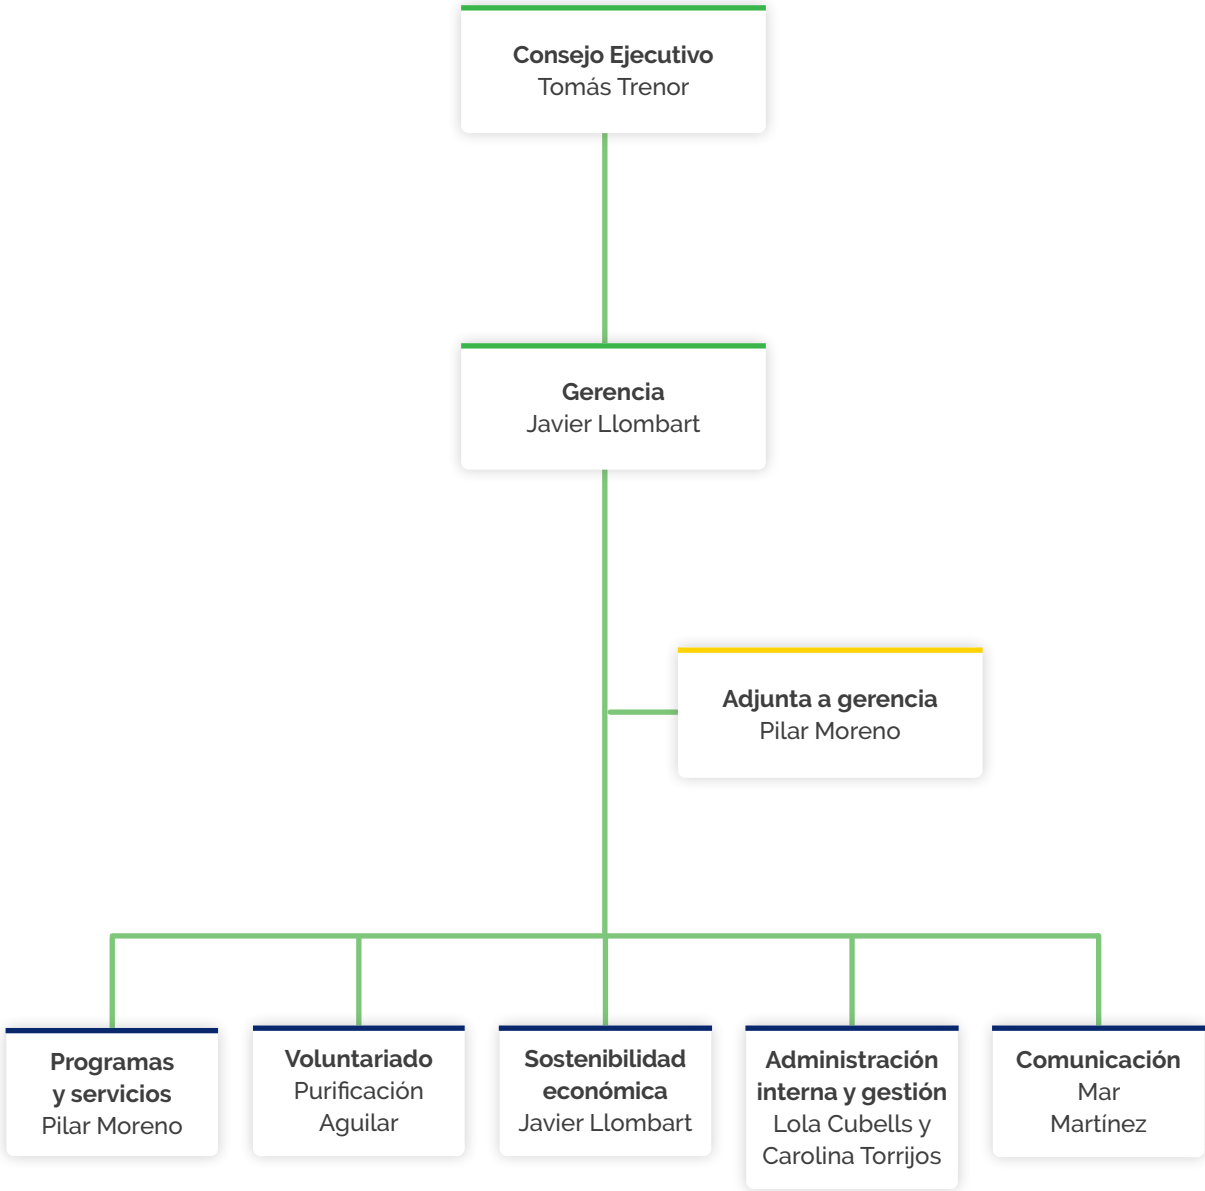 Consejo Ejecutivo
Tomás Trenor
Gerencia
Javier Llombart
Adjunta a gerencia
Pilar Moreno
Programas
y servicios
Pilar Moreno
Voluntariado
Purificación
Aguilar
Sostenibilidad
económica
Javier Llombart
Administración
interna y gestión
Lola Cubells y
Carolina Torrijos
Comunicación
Mar
Martínez